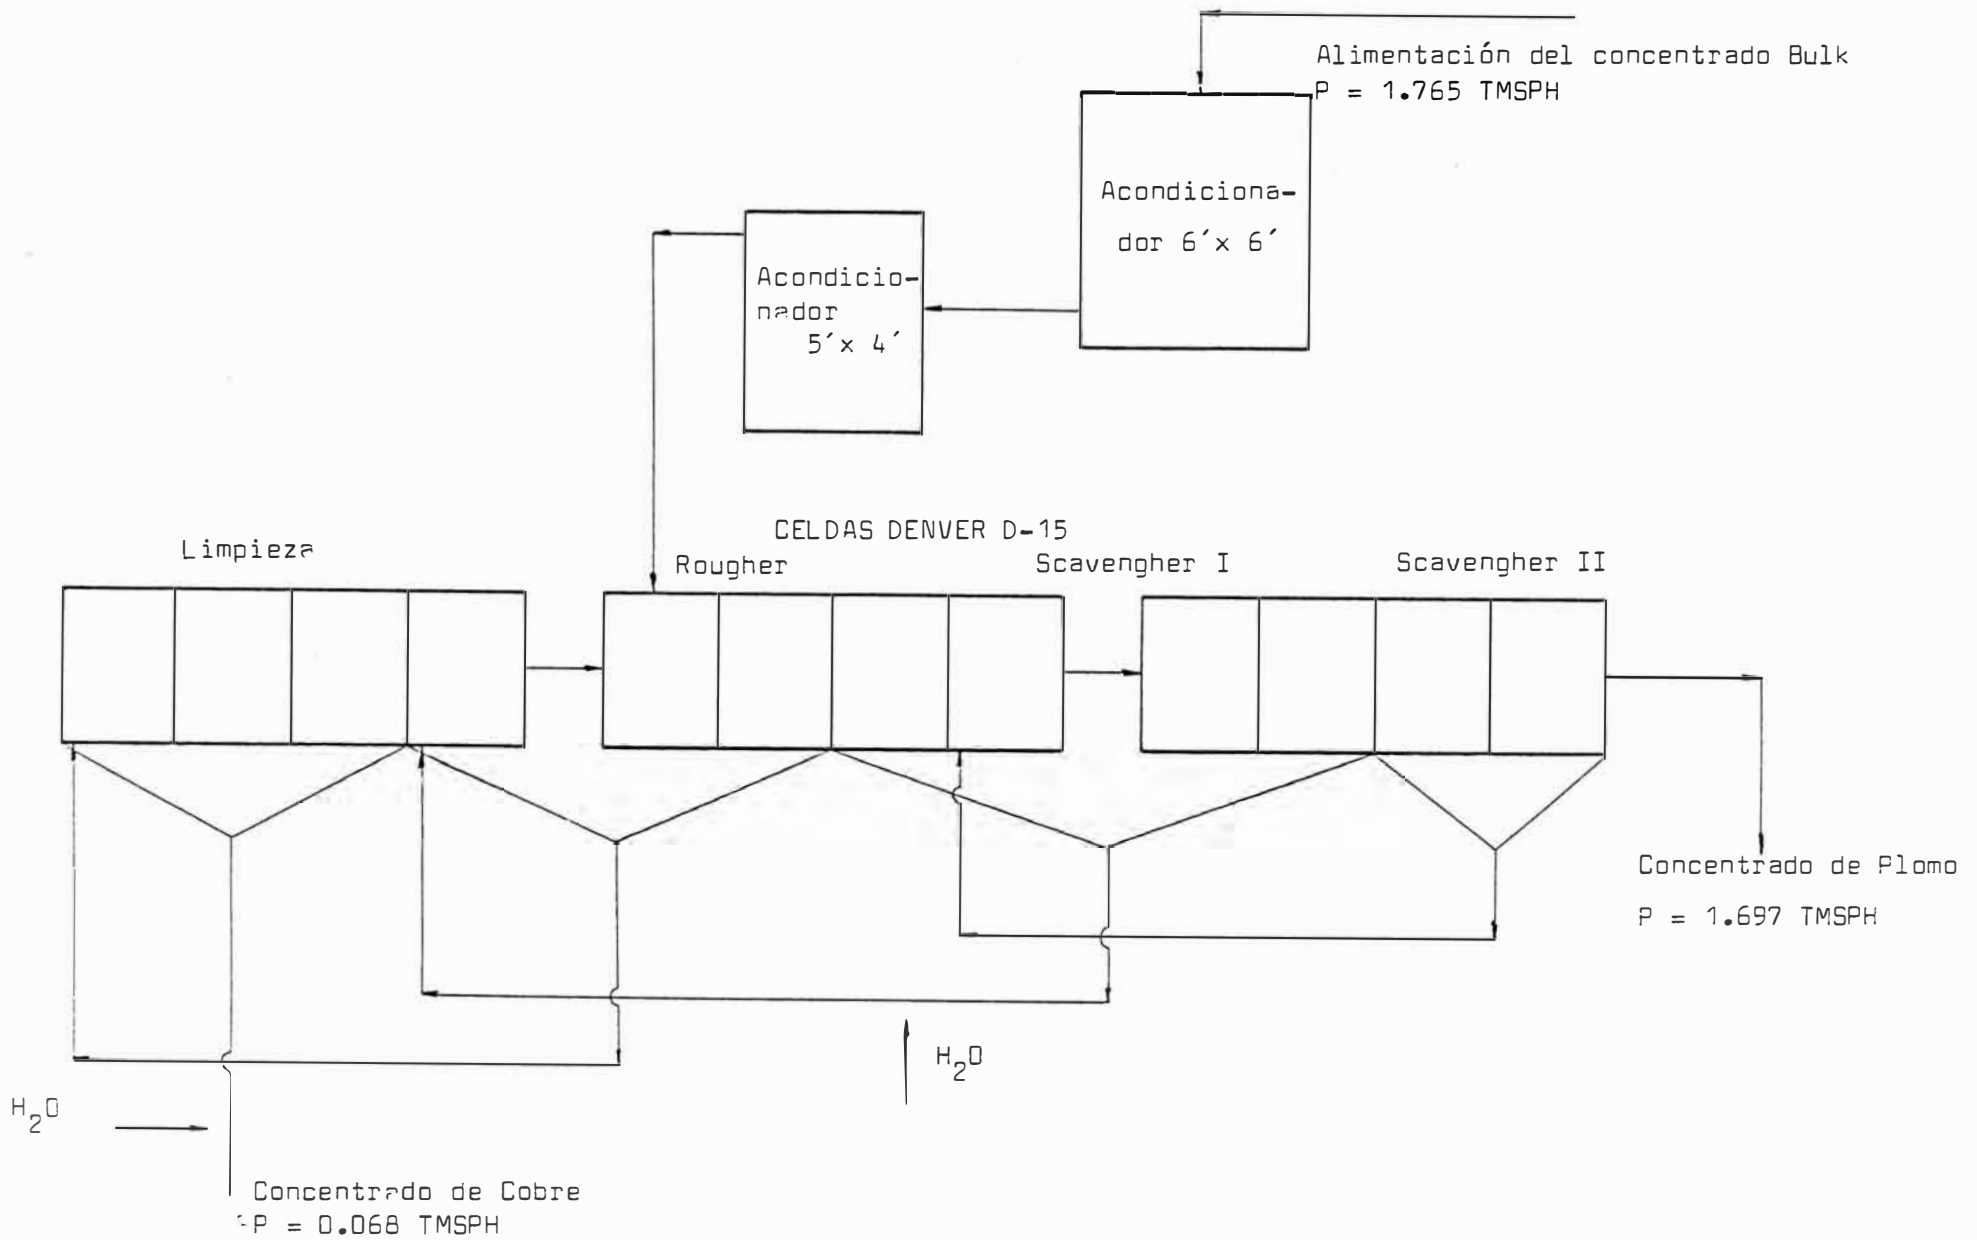 Alimentación del concentrado Bulk
P = 1.765 TMSPH
Acondiciona-
dor 6´x 6´
Acondicio-
nador
5´x 4´
CELDAS DENVER D-15
Limpieza
Rougher
Scavengher I
Scavengher II
Concentrado de Plomo
P = 1.697 TMSPH
H2O
H2O
Concentrado de Cobre
P = 0.068 TMSPH